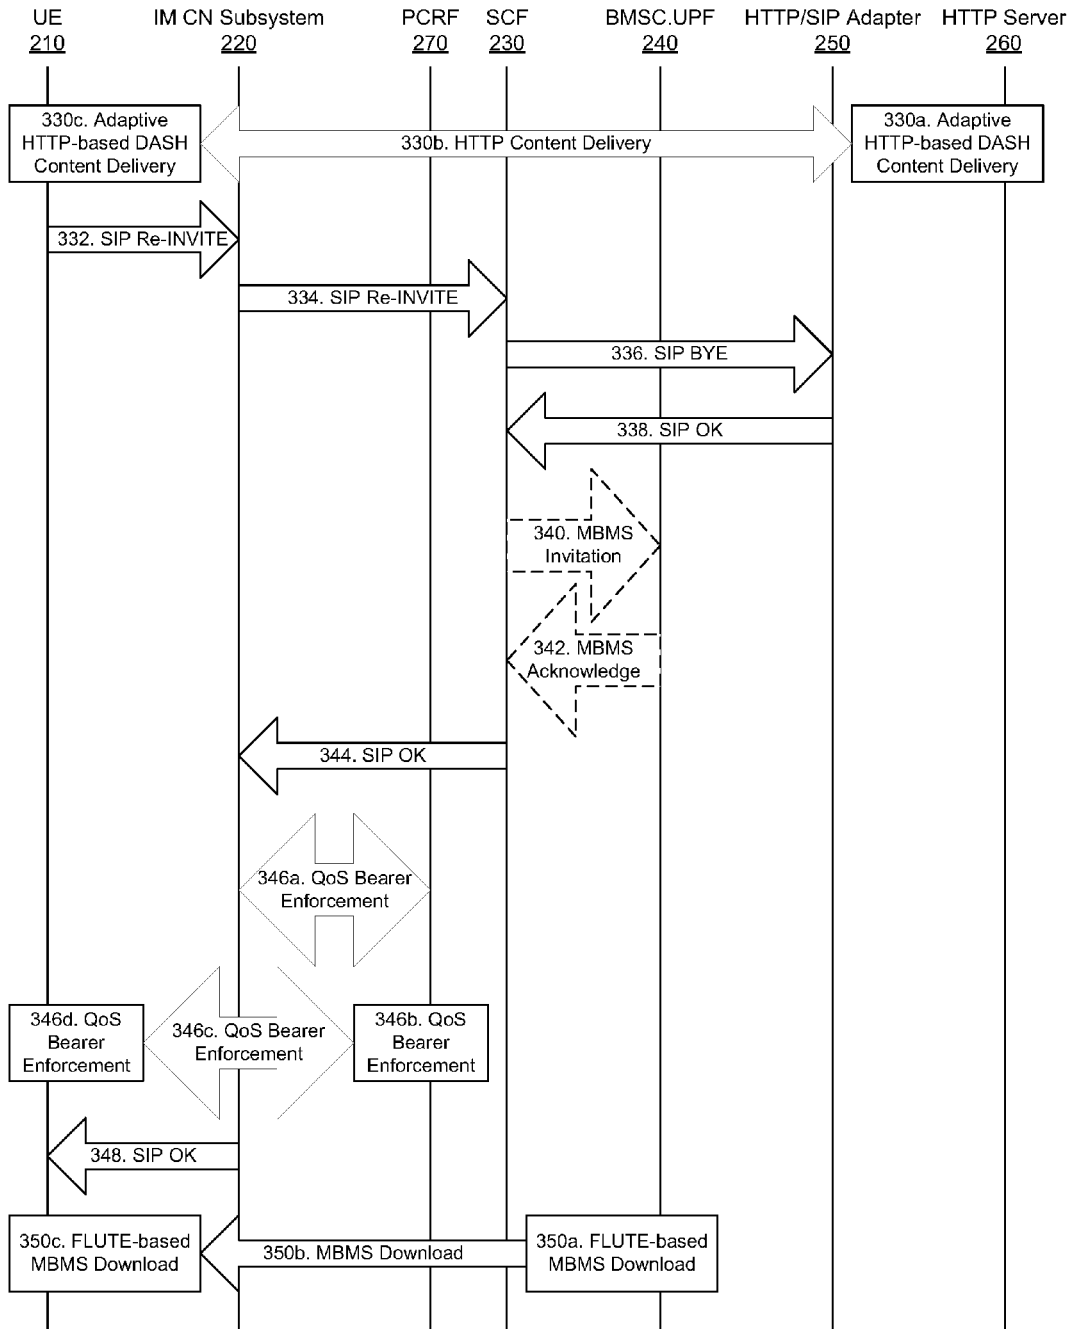 UE IM CN Subsystem PCRF SCF BMSC.UPF HTTP/SIP Adapter HTTP Server
210 220 270 230 240 250 260
330c. Adaptive
HTTP-based DASH
Content Delivery
330b. HTTP Content Delivery
330a. Adaptive
HTTP-based DASH
Content Delivery
332. SIP Re-INVITE
334. SIP Re-INVITE
336. SIP BYE
338. SIP OK
340. MBMS
Invitation
342. MBMS
Acknowledge
344. SIP OK
346a. QoS Bearer
Enforcement
346d. QoS
Bearer
Enforcement
346c. QoS Bearer
Enforcement
346b. QoS
Bearer
Enforcement
348. SIP OK
350c. FLUTE-based
MBMS Download
350b. MBMS Download
350a. FLUTE-based
MBMS Download